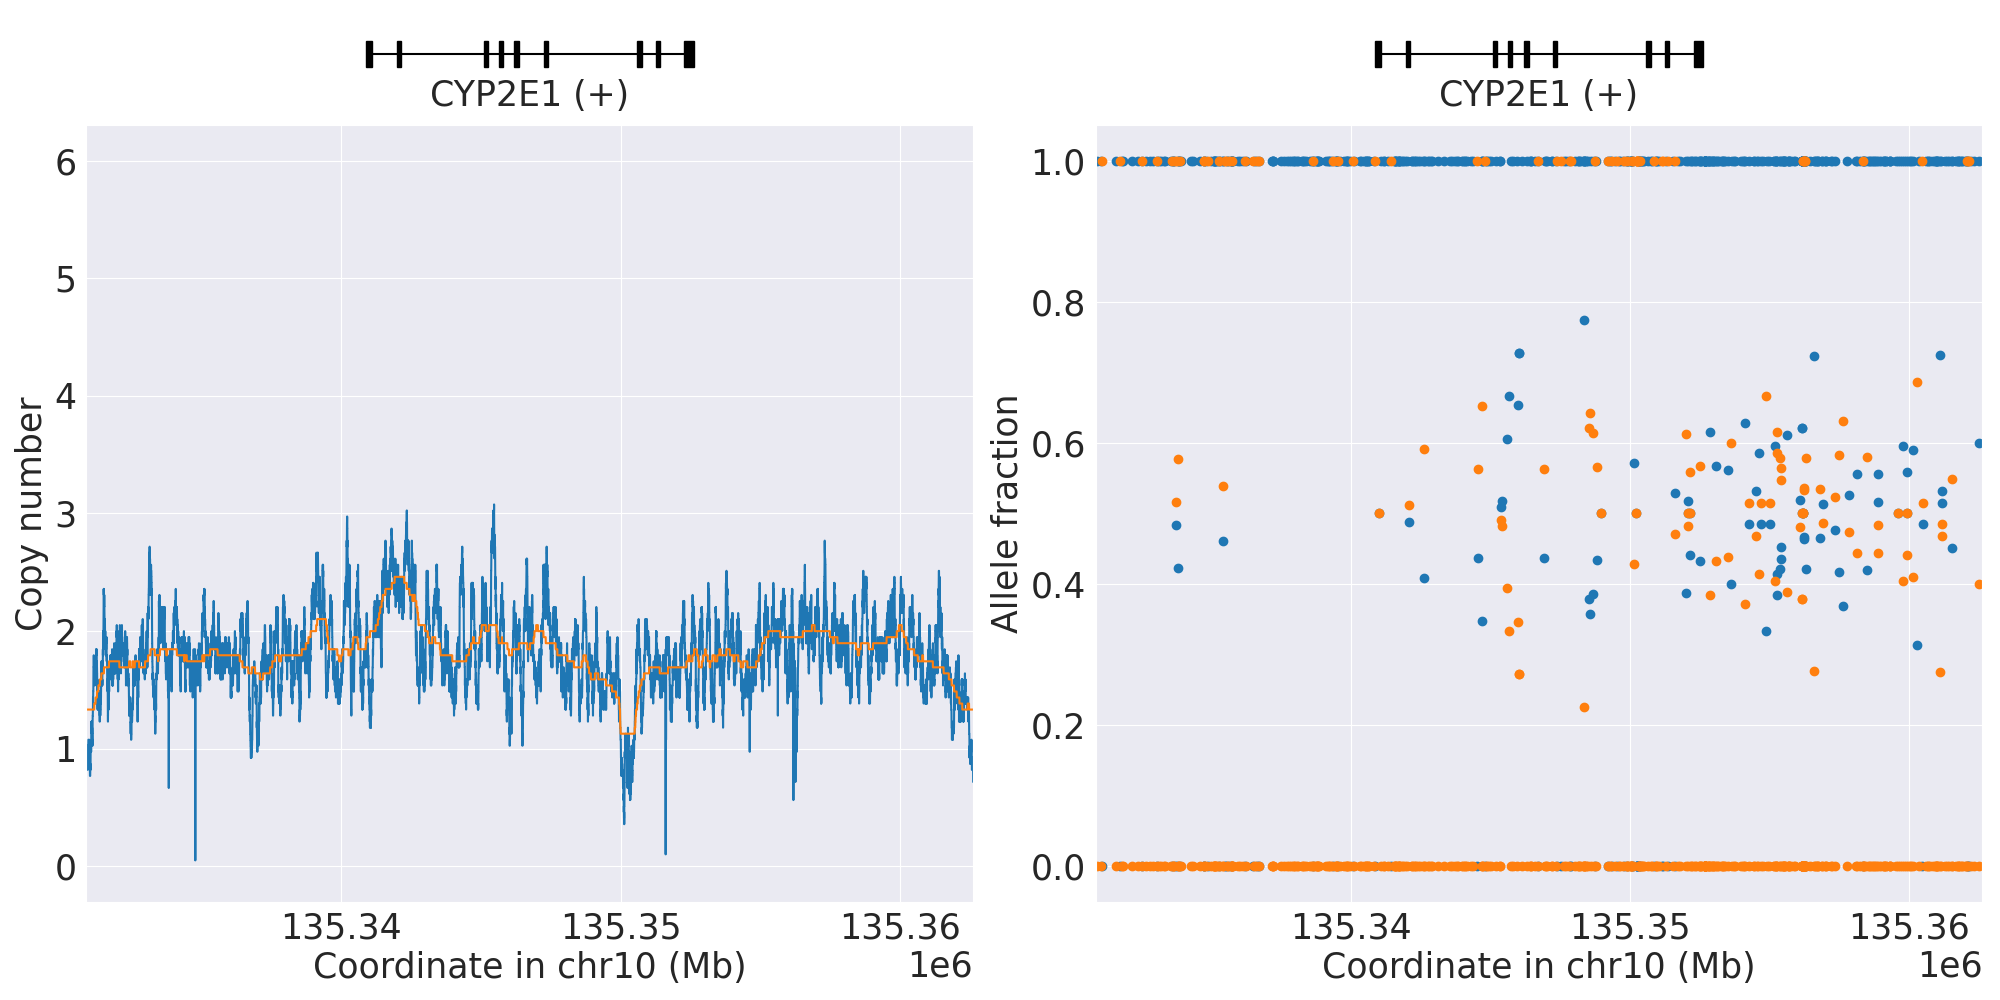 CYP2E1 (+)
6
5
4
3
2
1
0
Copy number
135.34 135.35 135.36
Coordinate in chr10 (Mb)
1e6
CYP2E1 (+)
1.0
0.8
0.6
0.4
0.2
0.0
Allele fraction
135.34 135.35 135.36
Coordinate in chr10 (Mb)
1e6